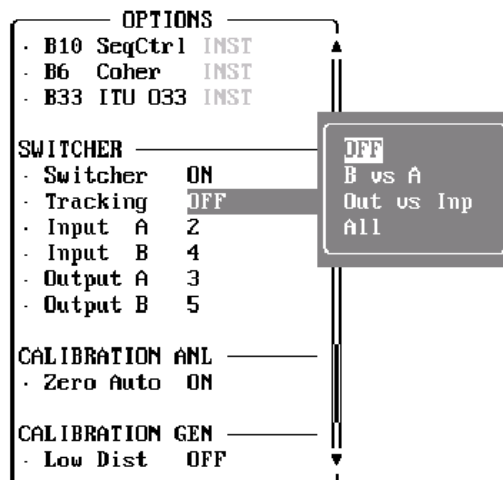 OPTIONS
· B10 SeqCtrl INST
· B6 Coher INST
· B33 ITU O33 INST
SWITCHER
· Switcher ON
· Tracking OFF
· Input A 2
· Input B 4
· Output A 3
· Output B 5
CALIBRATION ANL
· Zero Auto ON
CALIBRATION GEN
· Low Dist OFF
OFF
B vs A
Out vs Inp
All